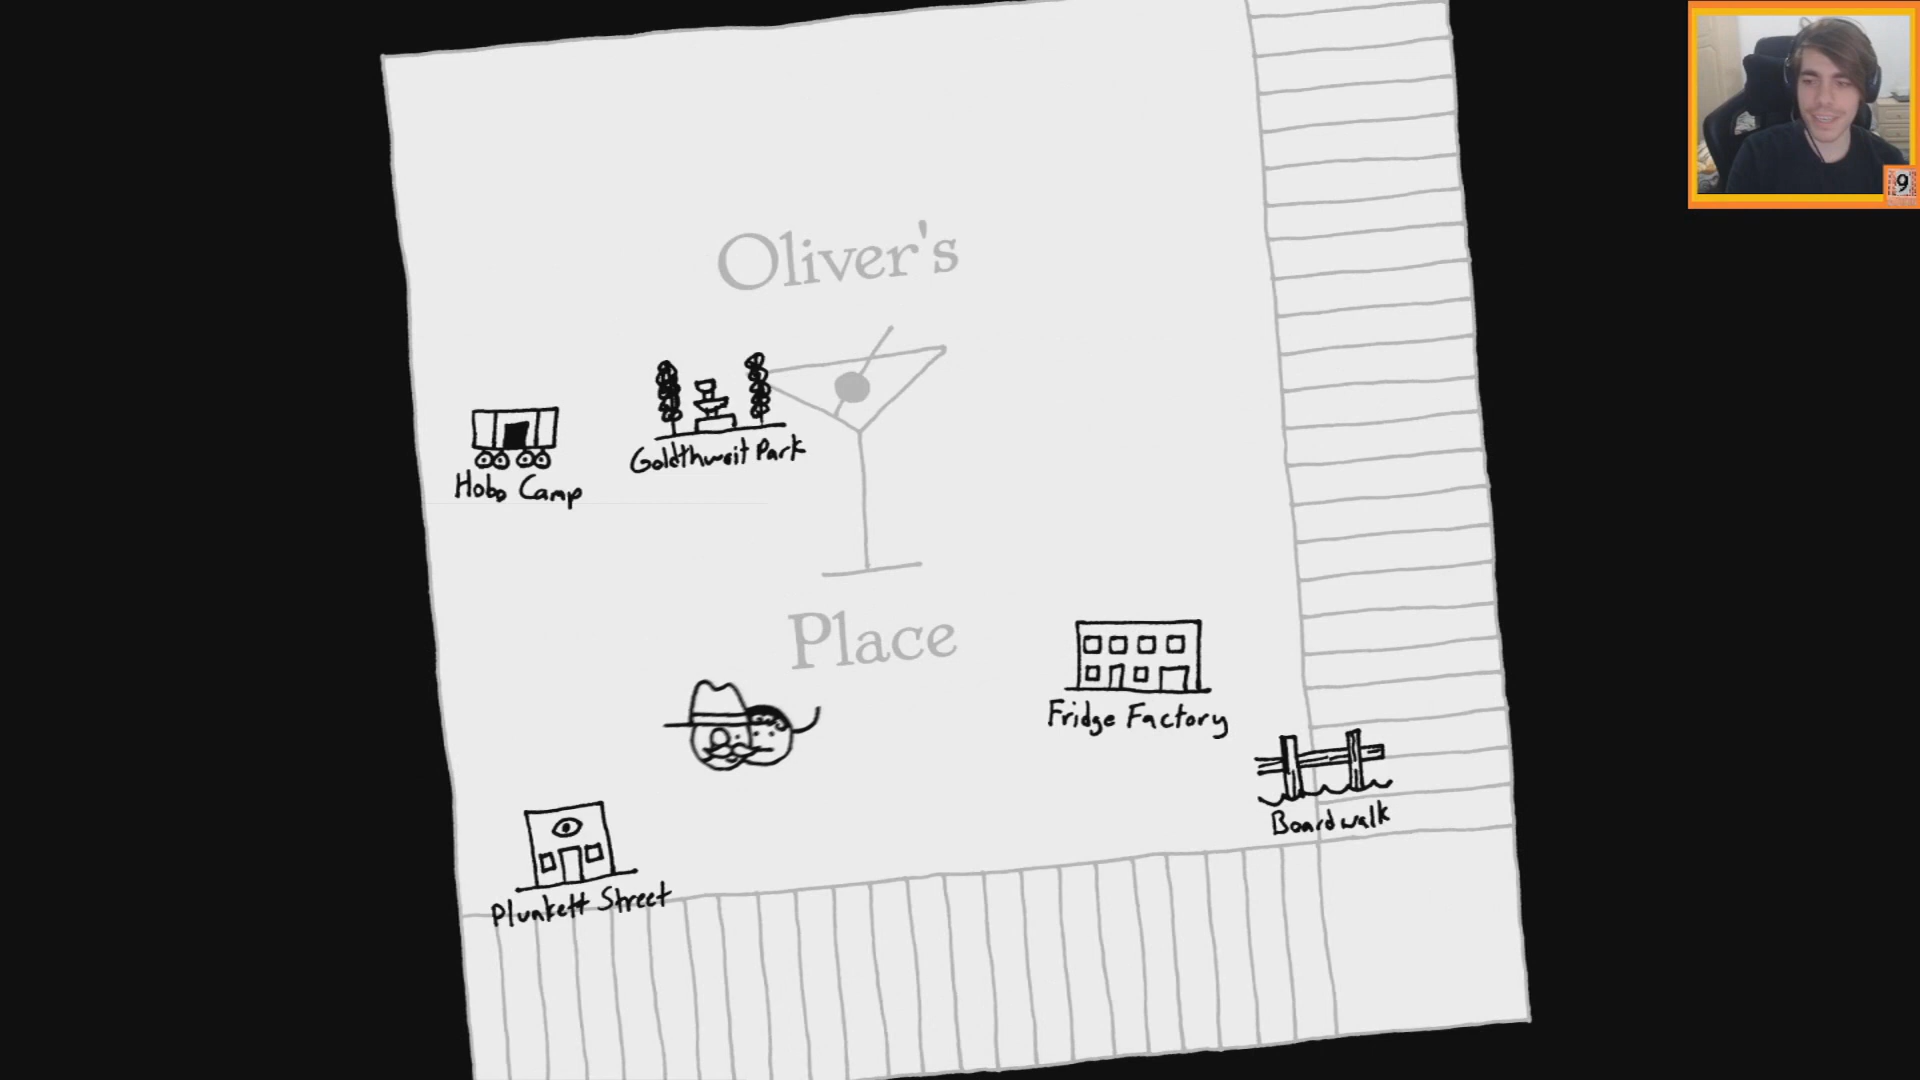 Oliver's
Goldthwait Park
Hobo Camp
Place
Fridge Factory
Boardwalk
Plunkett Street
9